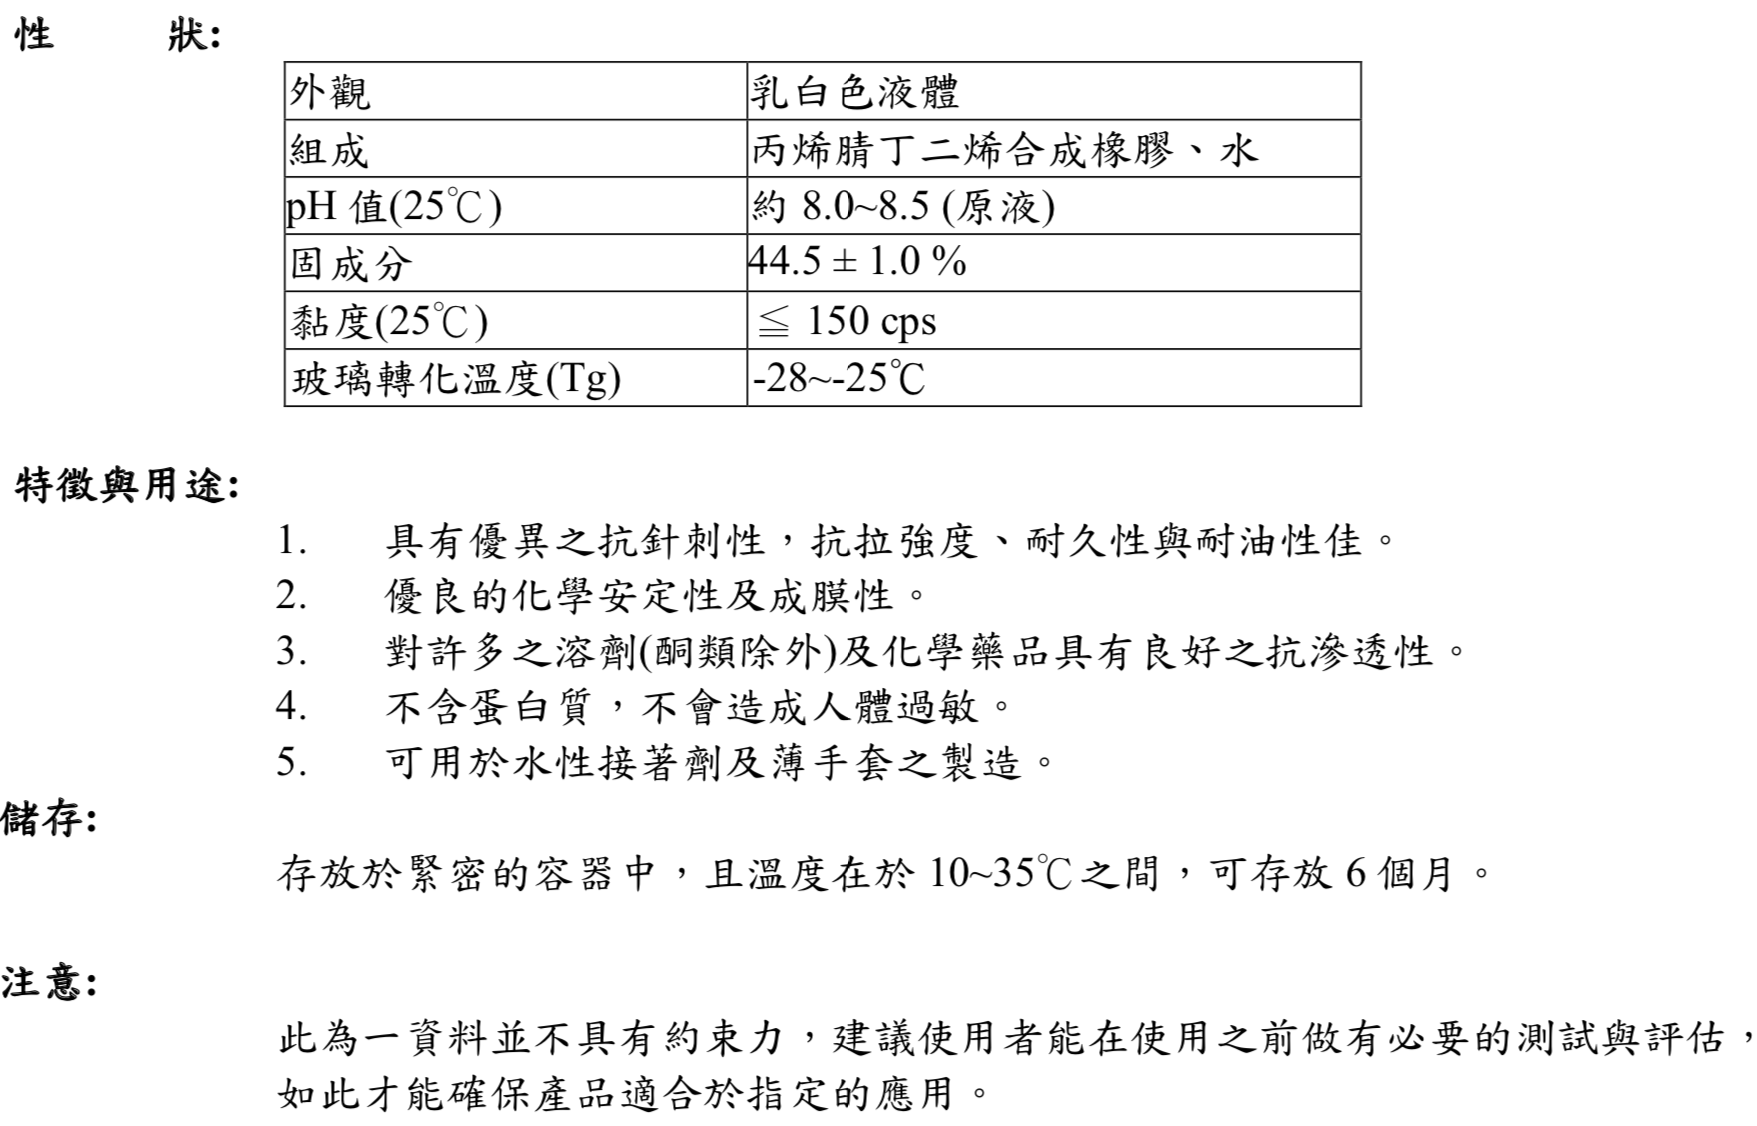 性 狀:
外觀 乳白色液體
組成 丙烯腈丁二烯合成橡膠、水
pH 值(25℃) 約 8.0~8.5 (原液)
固成分 44.5 ± 1.0 %
黏度(25℃) ≦ 150 cps
玻璃轉化溫度(Tg) -28~-25℃
特徵與用途:
1. 具有優異之抗針刺性，抗拉強度、耐久性與耐油性佳。
2. 優良的化學安定性及成膜性。
3. 對許多之溶劑(酮類除外)及化學藥品具有良好之抗滲透性。
4. 不含蛋白質，不會造成人體過敏。
5. 可用於水性接著劑及薄手套之製造。
儲存:
存放於緊密的容器中，且溫度在於 10~35℃之間，可存放 6 個月。
注意:
此為一資料並不具有約束力，建議使用者能在使用之前做有必要的測試與評估，
如此才能確保產品適合於指定的應用。